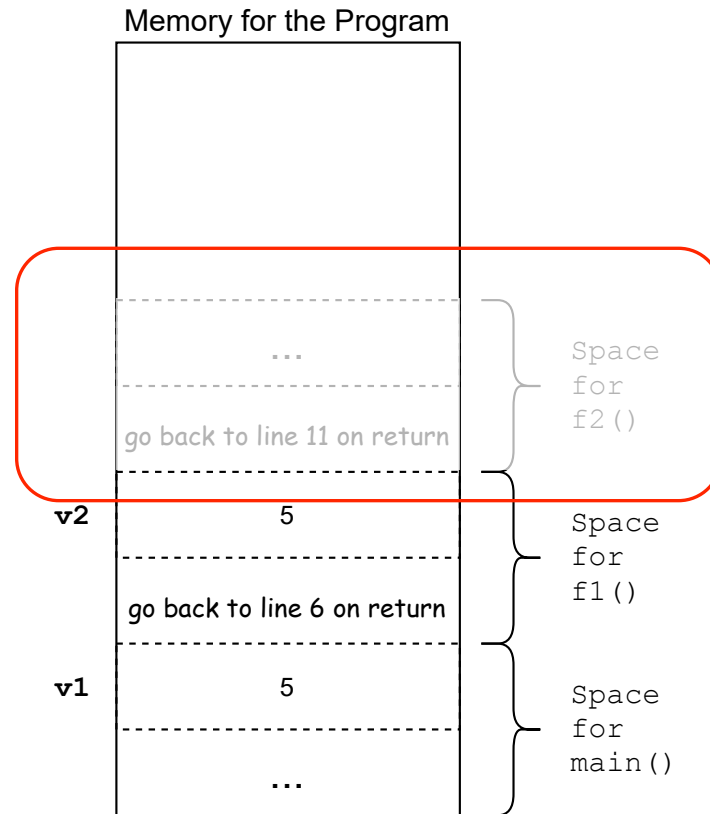 Memory for the Program
...
Space
for
f2()
go back to line 11 on return
v2
5
Space
for
f1()
go back to line 6 on return
v1
5
Space
for
main()
...